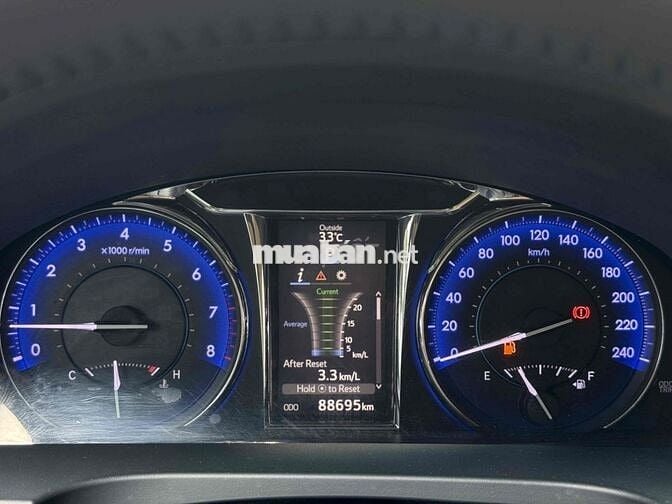 Outside
33°C
muaban.net
x1000 r/min
0 1 2 3 4 5 6 7 8
C H
Current
Average
20
15
10
5
km/L
After Reset
3.3 km/L
Hold to Reset
ODO 88695 km
km/h
0 20 40 60 80 100 120 140 160 180 200 220 240
E F
ODO
TRIP